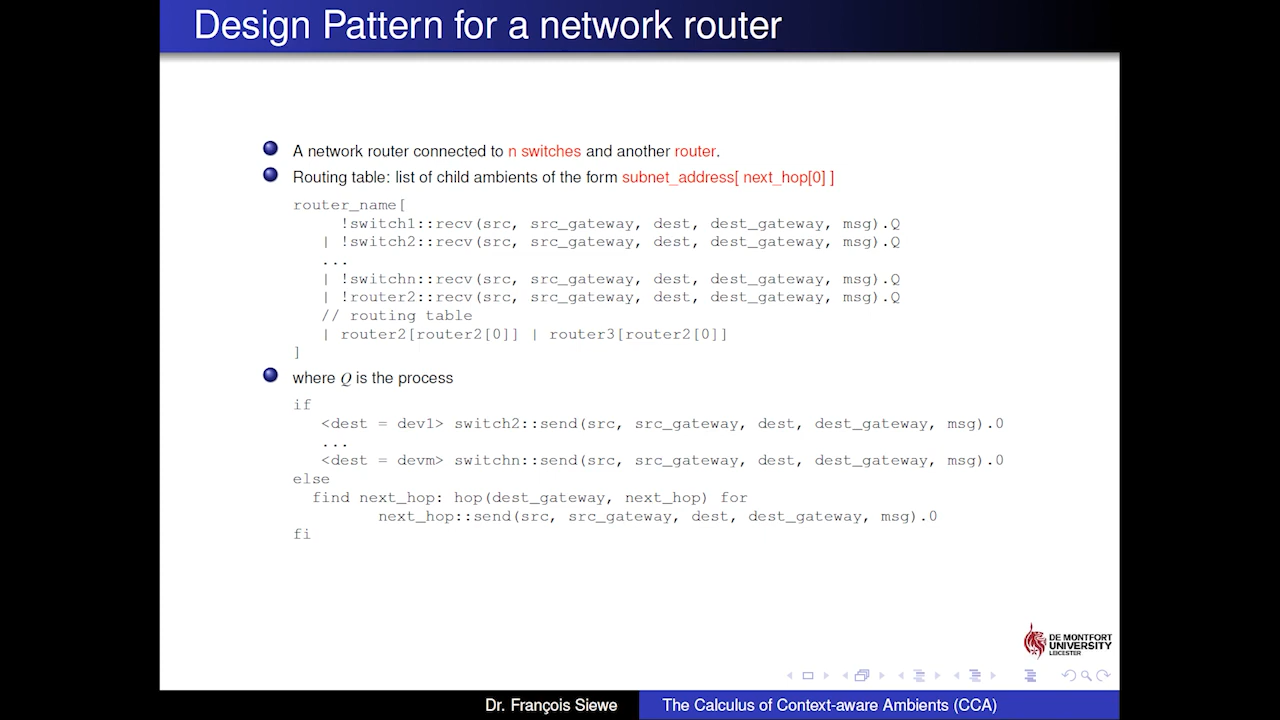 Design Pattern for a network router
A network router connected to n switches and another router.
Routing table: list of child ambients of the form subnet_address[ next_hop[0] ]
router_name[
!switch1::recv(src, src_gateway, dest, dest_gateway, msg).Q
| !switch2::recv(src, src_gateway, dest, dest_gateway, msg).Q
...
| !switchn::recv(src, src_gateway, dest, dest_gateway, msg).Q
| !router2::recv(src, src_gateway, dest, dest_gateway, msg).Q
// routing table
| router2[router2[0]] | router3[router2[0]]
]
where Q is the process
if
<dest = dev1> switch2::send(src, src_gateway, dest, dest_gateway, msg).0
...
<dest = devm> switchn::send(src, src_gateway, dest, dest_gateway, msg).0
else
find next_hop: hop(dest_gateway, next_hop) for
next_hop::send(src, src_gateway, dest, dest_gateway, msg).0
fi
DE MONTFORT
UNIVERSITY
LEICESTER
Dr. François Siewe
The Calculus of Context-aware Ambients (CCA)